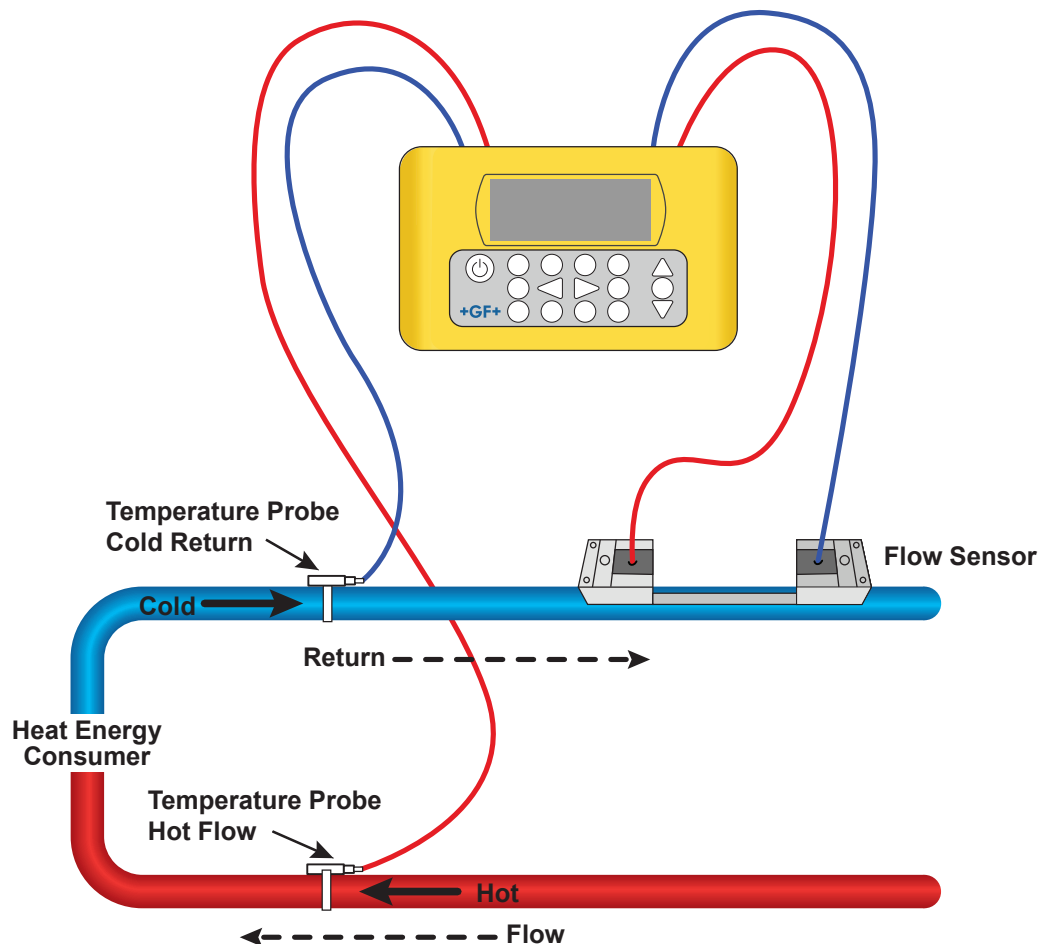 +GF+
Temperature Probe
Cold Return
Flow Sensor
Cold
Return
Heat Energy
Consumer
Temperature Probe
Hot Flow
Hot
Flow